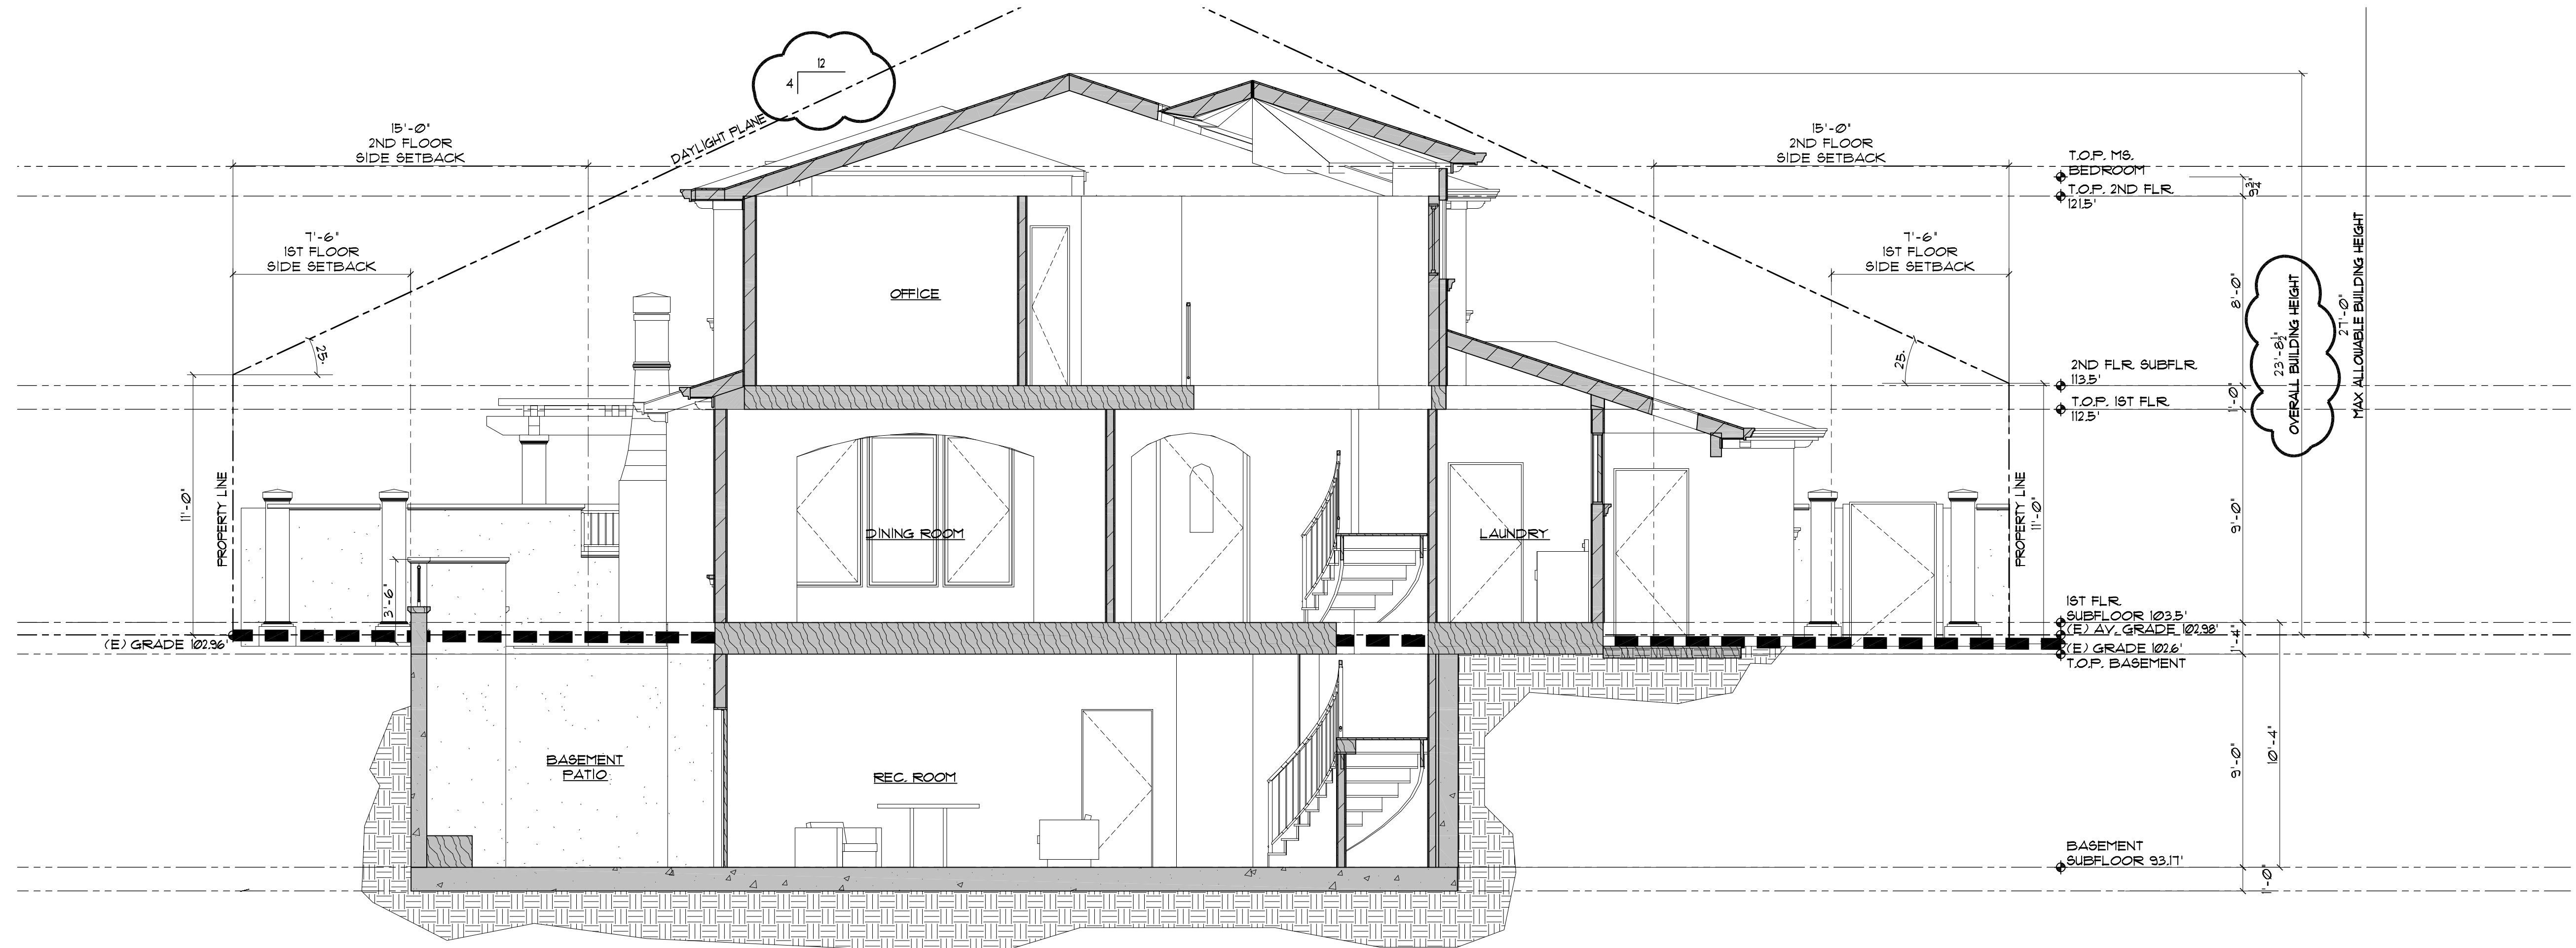 12
4
DAYLIGHT PLANE
15'-0"
2ND FLOOR
SIDE SETBACK
7'-6"
1ST FLOOR
SIDE SETBACK
25.
11'-0"
PROPERTY LINE
3'-6"
(E) GRADE 102.96'
OFFICE
DINING ROOM
LAUNDRY
BASEMENT
PATIO
REC. ROOM
15'-0"
2ND FLOOR
SIDE SETBACK
7'-6"
1ST FLOOR
SIDE SETBACK
25.
PROPERTY LINE
11'-0"
T.O.P. MS.
BEDROOM
T.O.P. 2ND FLR.
121.5'
2ND FLR. SUBFLR.
113.5'
T.O.P. 1ST FLR.
112.5'
1ST FLR.
SUBFLOOR 103.5'
(E) AV. GRADE 102.98'
(E) GRADE 102.6'
T.O.P. BASEMENT
BASEMENT
SUBFLOOR 93.17'
9 3/4"
8'-0"
1'-0"
9'-0"
1'-4"
9'-0"
10'-4"
1'-0"
23'-8 1/2"
OVERALL BUILDING HEIGHT
27'-0"
MAX ALLOWABLE BUILDING HEIGHT